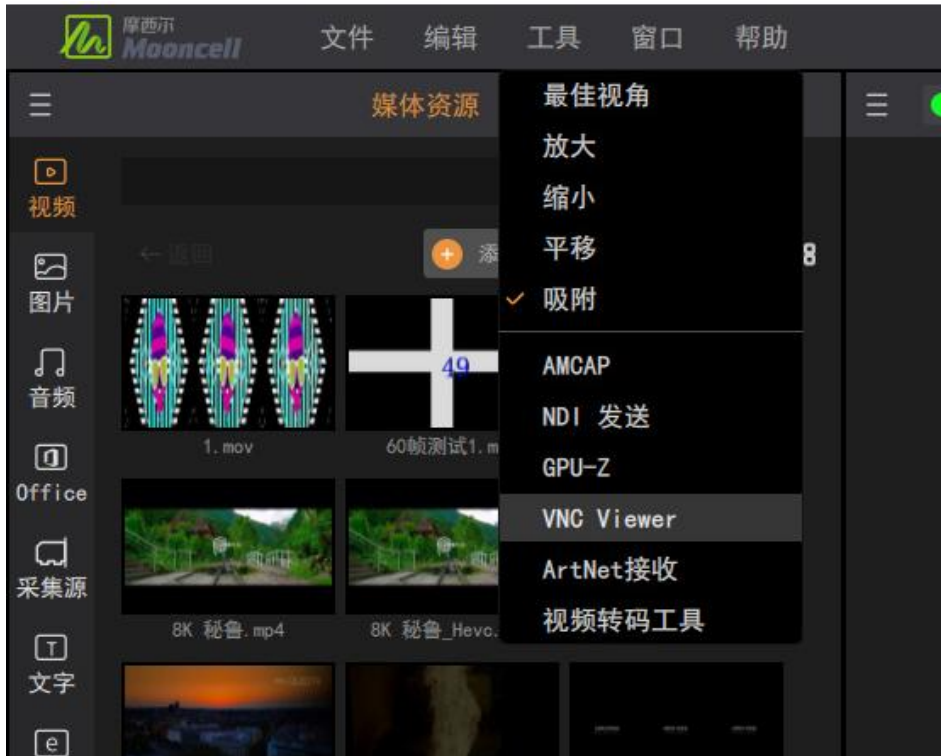 摩西尔
Mooncell
文件 编辑 工具 窗口 帮助
媒体资源
最佳视角
放大
缩小
平移
吸附
AMCAP
NDI 发送
GPU-Z
VNC Viewer
ArtNet接收
视频转码工具
视频
图片
音频
Office
采集源
文字
←返回
添
8
49
1.mov
60帧测试1.m
8K 秘鲁.mp4
8K 秘鲁_Hevc.